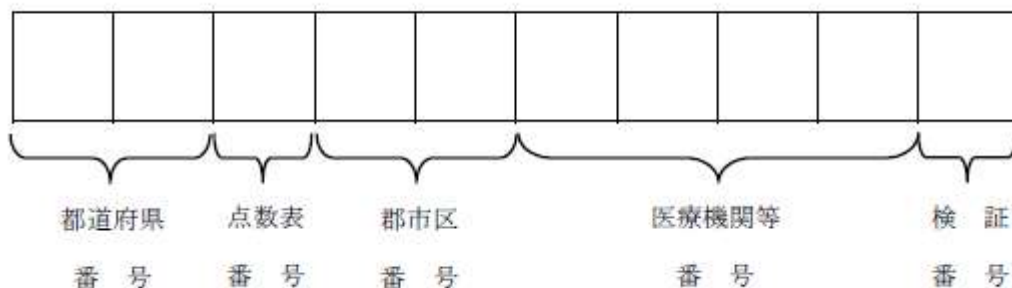 都道府県 点数表 郡市区 医療機関等 検 証
番 号 番 号 番 号 番 号 番 号